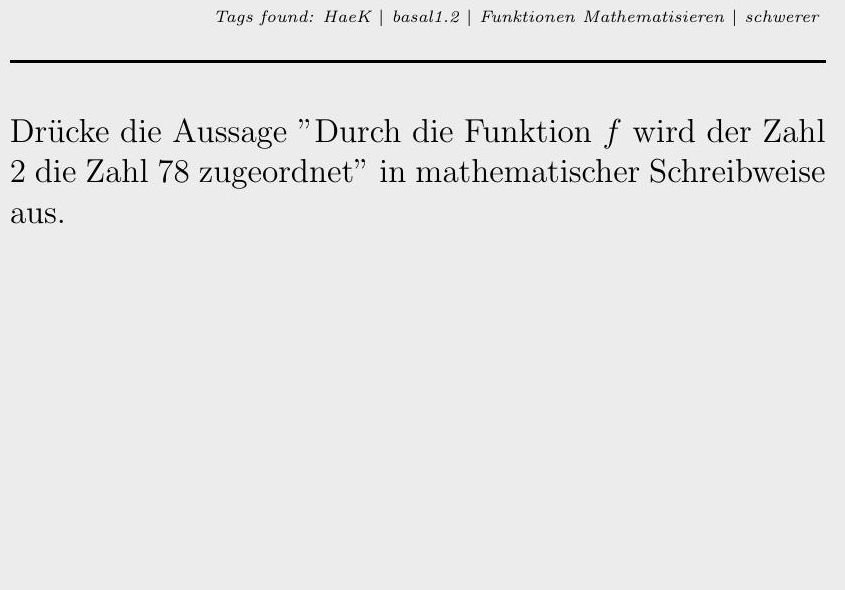 Tags found: HaeK | basal1.2 | Funktionen Mathematisieren | schwerer
Drücke die Aussage ”Durch die Funktion f wird der Zahl
2 die Zahl 78 zugeordnet” in mathematischer Schreibweise
aus.